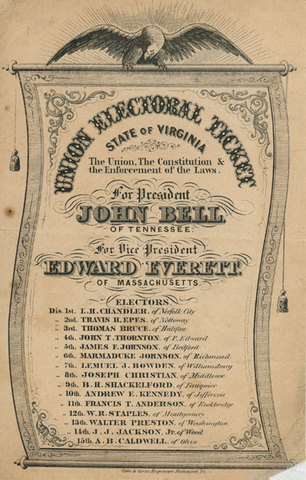 UNION ELECTORAL TICKET
STATE OF VIRGINIA
The Union, The Constitution &
the Enforcement of the Laws.
For President
JOHN BELL
OF TENNESSEE.
For Vice President
EDWARD EVERETT.
OF MASSACHUSETTS.
ELECTORS.
Dis. 1st. L.H. CHANDLER, of Norfolk City
" 2nd. TRAVIS H. EPES, of Nottoway
" 3rd. THOMAS BRUCE, of Halifax
" 4th. JOHN T. THORNTON, of P. Edward
" 5th. JAMES F. JOHNSON, of Bedford
" 6th. MARMADUKE JOHNSON, of Richmond
" 7th. LEMUEL J. BOWDEN, of Williamsburg
" 8th. JOSEPH CHRISTIAN, of Middlesex
" 9th. B.H. SHACKELFORD, of Fauquier
" 10th. ANDREW E. KENNEDY, of Jefferson
" 11th. FRANCIS T. ANDERSON, of Rockbridge
" 12th. W.R. STAPLES, of Montgomery
" 13th. WALTER PRESTON, of Washington
" 14th. J.J. JACKSON, Jr. of Wood
" 15th. A.H. CALDWELL, of Ohio